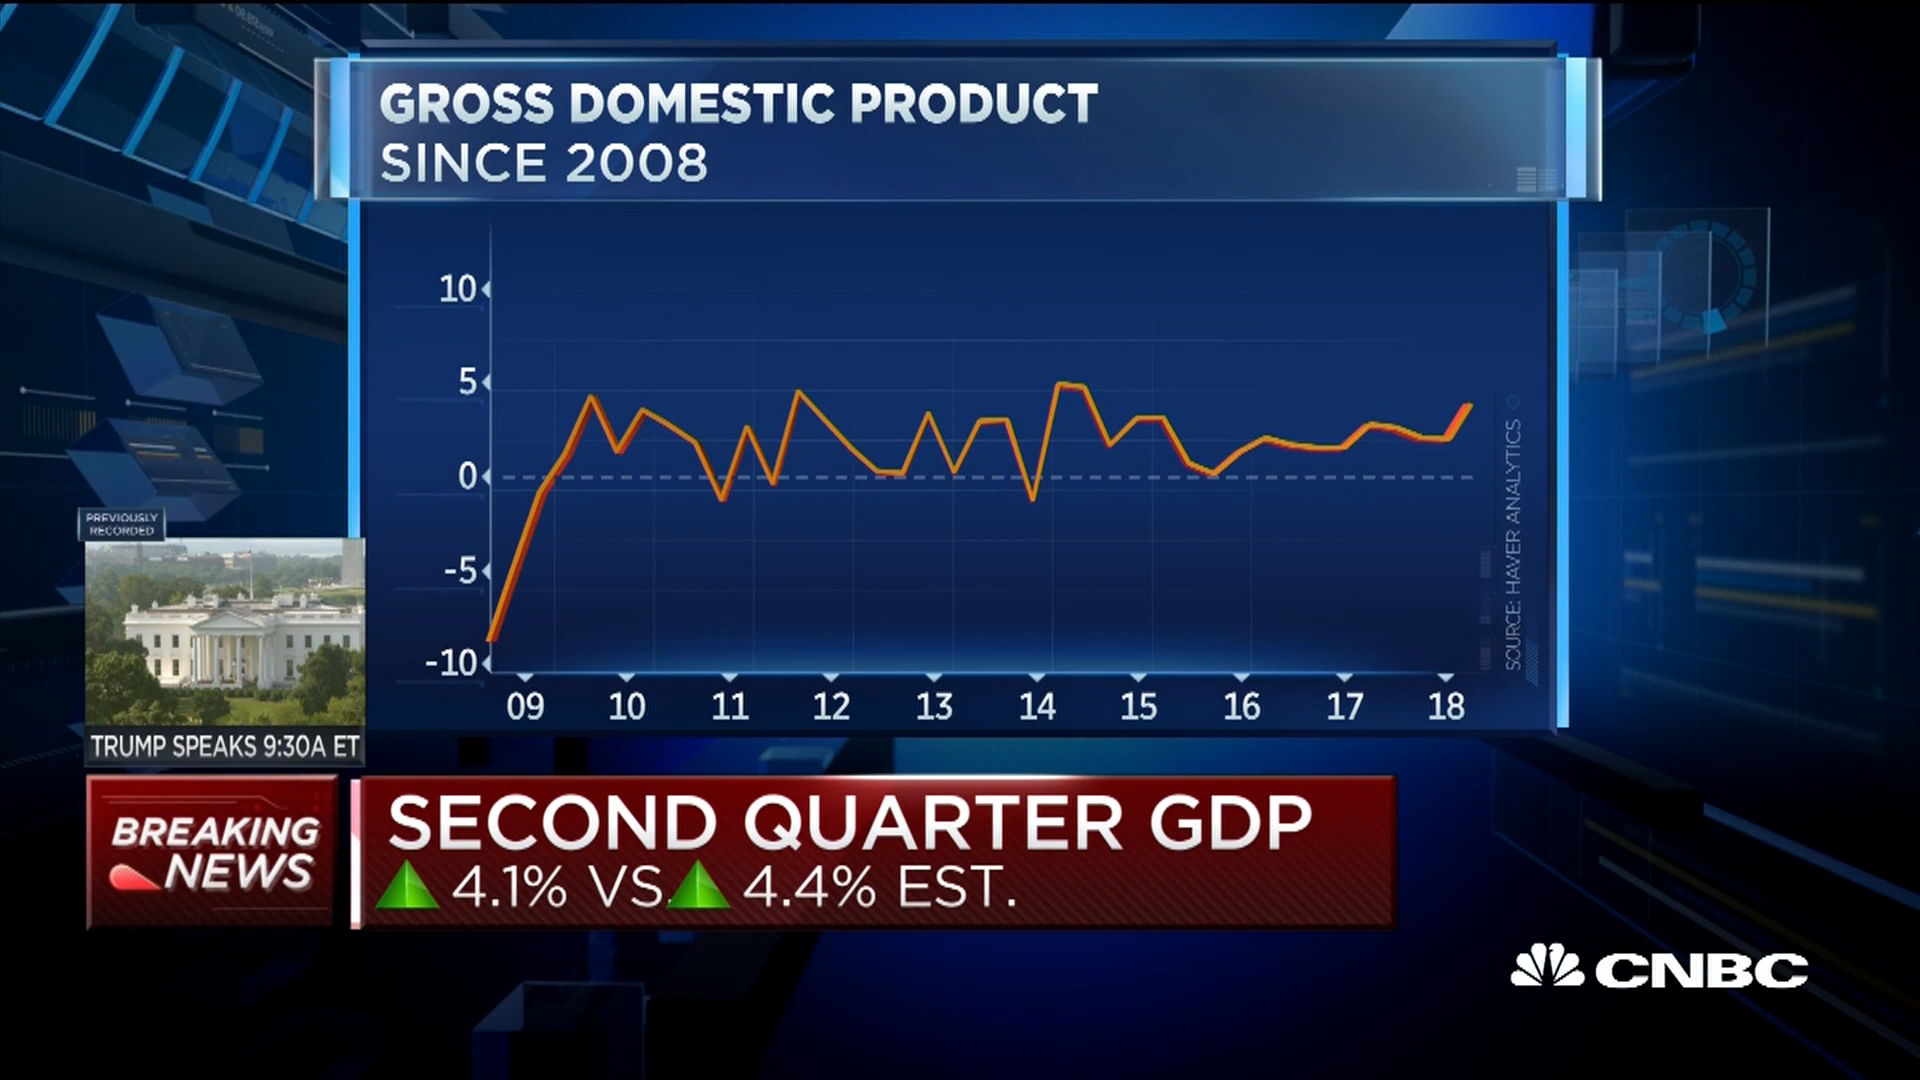 GROSS DOMESTIC PRODUCT
SINCE 2008
10
5
0
-5
-10
09 10 11 12 13 14 15 16 17 18
SOURCE: HAVER ANALYTICS
PREVIOUSLY
RECORDED
TRUMP SPEAKS 9:30A ET
BREAKING
NEWS
SECOND QUARTER GDP
4.1% VS. 4.4% EST.
CNBC